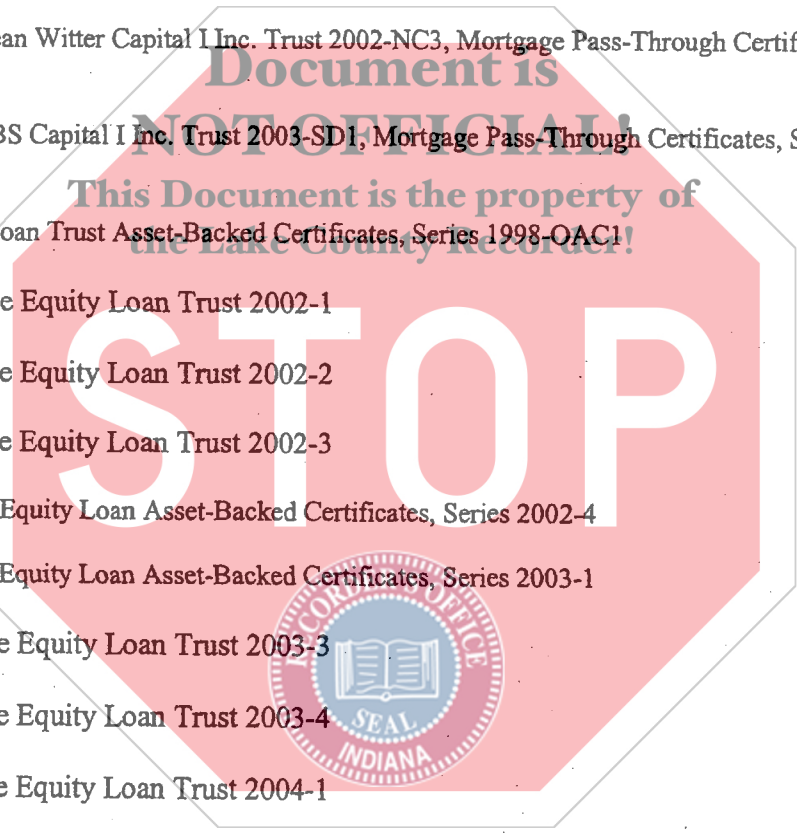 ean Witter Capital I Inc. Trust 2002-NC3, Mortgage Pass-Through Certif
Document is
NOT OFFICIAL!
BS Capital I Inc. Trust 2003-SD1, Mortgage Pass-Through Certificates, S
This Document is the property of
oan Trust Asset-Backed Certificates, Series 1998-OAC1
the Lake County Recorder!
e Equity Loan Trust 2002-1
STOP
e Equity Loan Trust 2002-2
e Equity Loan Trust 2002-3
Equity Loan Asset-Backed Certificates, Series 2002-4
Equity Loan Asset-Backed Certificates, Series 2003-1
RECORDER'S OFFICE
e Equity Loan Trust 2003-3
e Equity Loan Trust 2003-4
SEAL
INDIANA
e Equity Loan Trust 2004-1